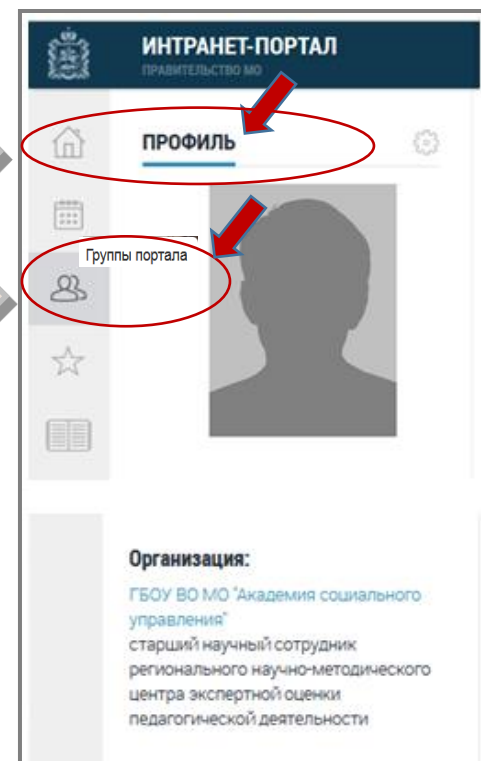 ИНТРАНЕТ-ПОРТАЛ
ПРАВИТЕЛЬСТВО МО
ПРОФИЛЬ
Группы портала
Организация:
ГБОУ ВО МО "Академия социального
управления"
старший научный сотрудник
регионального научно-методического
центра экспертной оценки
педагогической деятельности